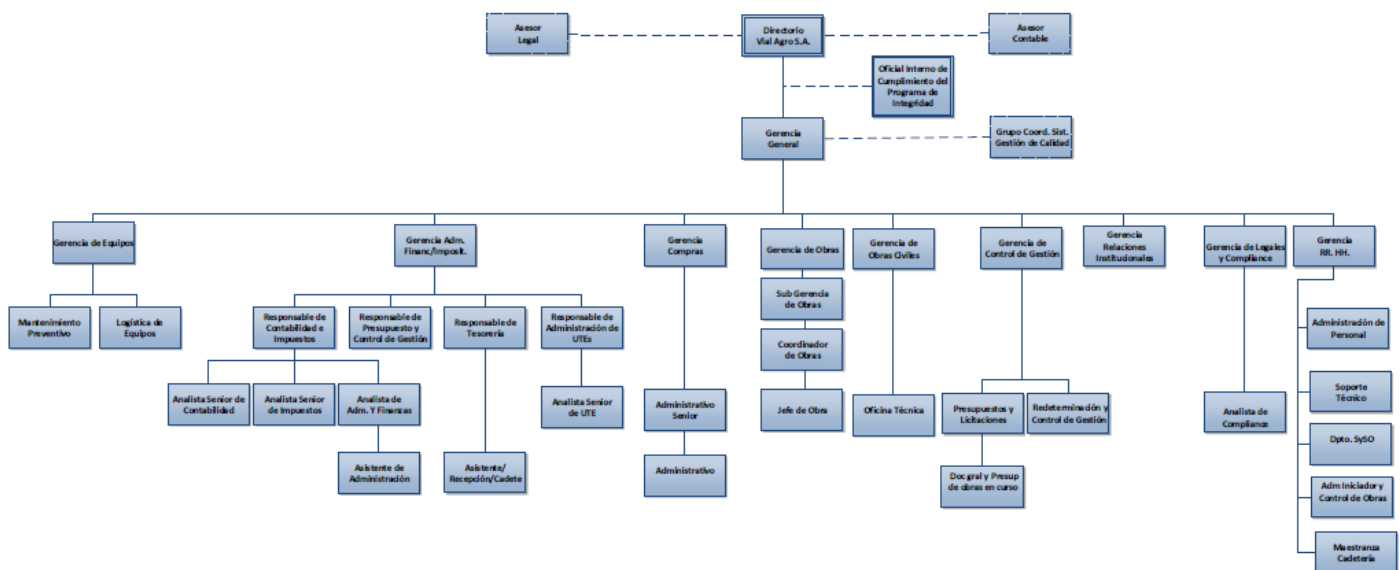 Asesor
Legal
Directorio
Vial Agro S.A.
Asesor
Contable
Oficial Interno de
Cumplimiento del
Programa de
Integridad
Gerencia
General
Grupo Coord. Sist.
Gestión de Calidad
Gerencia de Equipos
Gerencia Adm.
Financ/Imposit.
Gerencia
Compras
Gerencia de Obras
Gerencia de
Obras Civiles
Gerencia de
Control de Gestión
Gerencia
Relaciones
Institucionales
Gerencia de Legales
y Compliance
Gerencia
RR. HH.
Mantenimiento
Preventivo
Logística de
Equipos
Responsable de
Contabilidad e
Impuestos
Responsable de
Presupuesto y
Control de Gestión
Responsable de
Tesorería
Responsable de
Administración de
UTEs
Sub Gerencia
de Obras
Coordinador
de Obras
Administración de
Personal
Analista Senior de
Contabilidad
Analista Senior
de Impuestos
Analista de
Adm. Y Finanzas
Analista Senior
de UTE
Administrativo
Senior
Jefe de Obra
Oficina Técnica
Presupuestos y
Licitaciones
Redeterminación y
Control de Gestión
Analista de
Compliance
Soporte
Técnico
Dpto. SySO
Asistente de
Administración
Asistente/
Recepción/Cadete
Administrativo
Doc gral y Presup
de obras en curso
Adm Iniciador y
Control de Obras
Maestranza
Cadetería